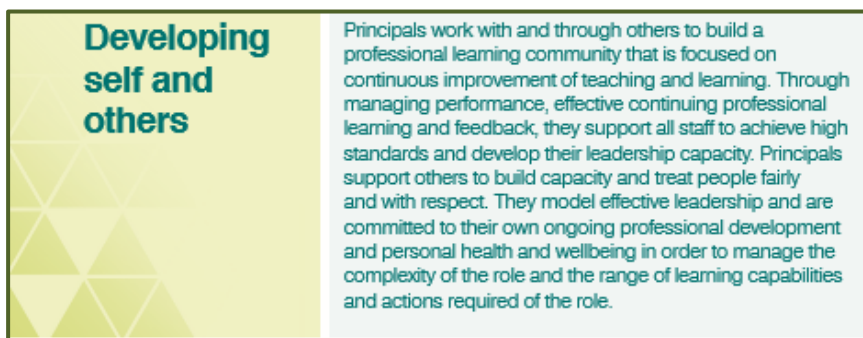 Developing
self and
others
Principals work with and through others to build a
professional learning community that is focused on
continuous improvement of teaching and learning. Through
managing performance, effective continuing professional
learning and feedback, they support all staff to achieve high
standards and develop their leadership capacity. Principals
support others to build capacity and treat people fairly
and with respect. They model effective leadership and are
committed to their own ongoing professional development
and personal health and wellbeing in order to manage the
complexity of the role and the range of learning capabilities
and actions required of the role.